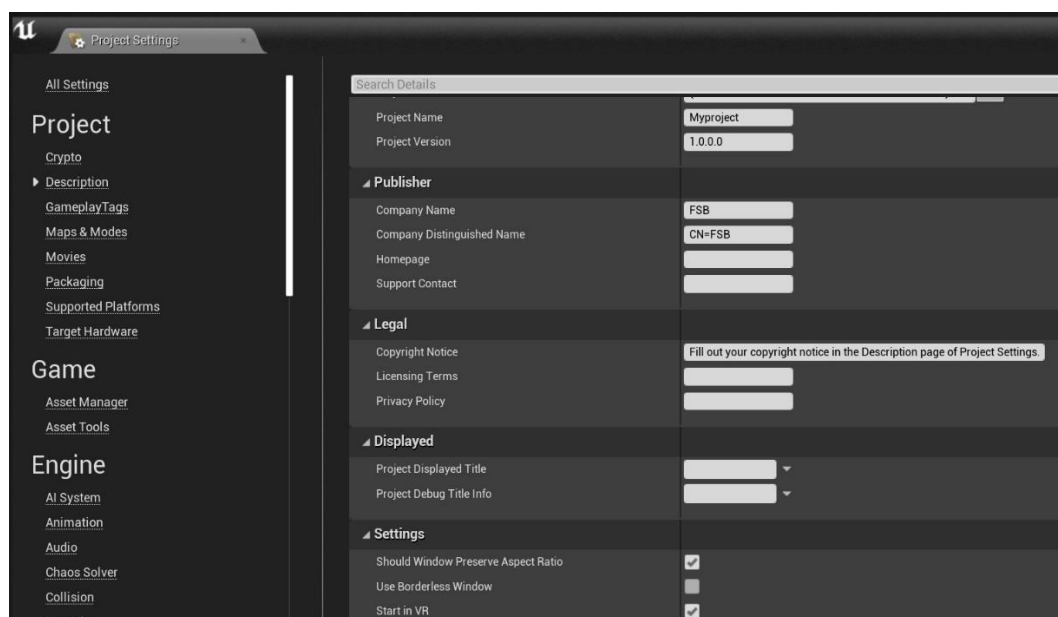 Project Settings
All Settings
Project
Crypto
Description
GameplayTags
Maps & Modes
Movies
Packaging
Supported Platforms
Target Hardware
Game
Asset Manager
Asset Tools
Engine
AI System
Animation
Audio
Chaos Solver
Collision
Search Details
Project Name Myproject
Project Version 1.0.0.0
Publisher
Company Name FSB
Company Distinguished Name CN=FSB
Homepage
Support Contact
Legal
Copyright Notice Fill out your copyright notice in the Description page of Project Settings.
Licensing Terms
Privacy Policy
Displayed
Project Displayed Title
Project Debug Title Info
Settings
Should Window Preserve Aspect Ratio
Use Borderless Window
Start in VR